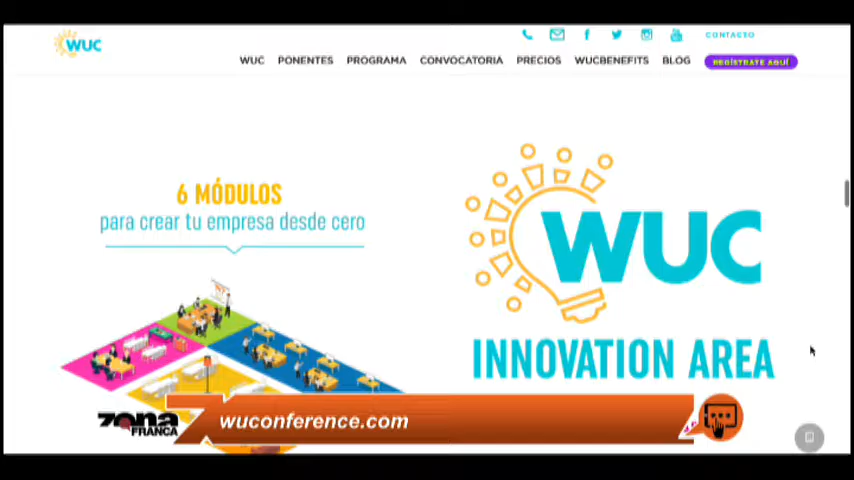 WUC
CONTACTO
WUC PONENTES PROGRAMA CONVOCATORIA PRECIOS WUCBENEFITS BLOG REGÍSTRATE AQUÍ
6 MÓDULOS
para crear tu empresa desde cero
WUC
INNOVATION AREA
ZONA
FRANCA
wuconference.com